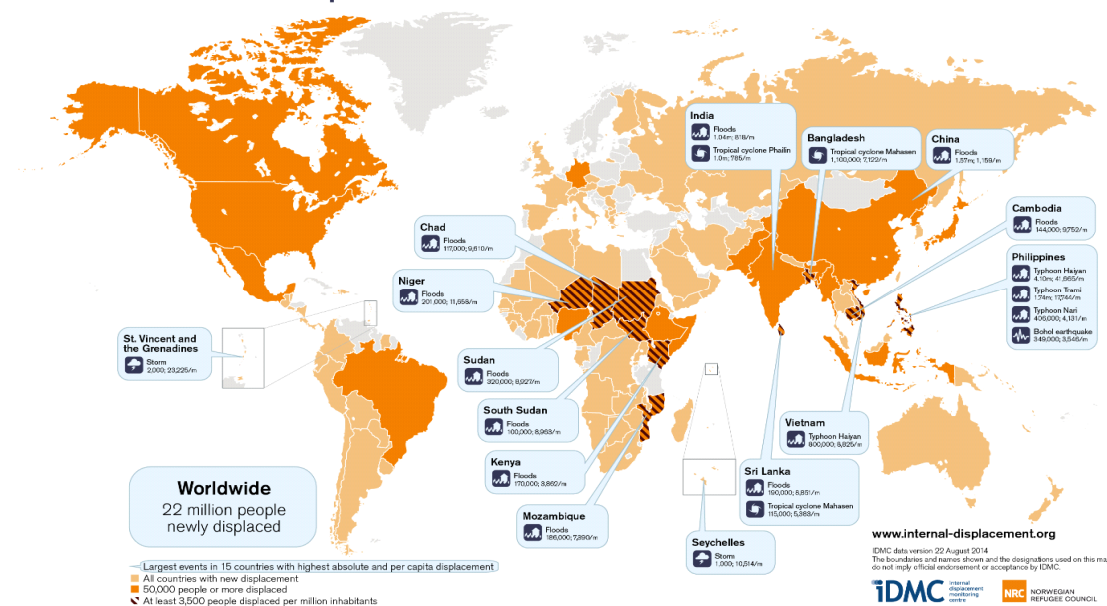 India
Floods
1.04m; 818/m
Tropical cyclone Phailin
1.0m; 785/m
Bangladesh
Tropical cyclone Mahasen
1,100,000; 7,122/m
China
Floods
1.57m; 1,159/m
Cambodia
Floods
144,000; 9,752/m
Philippines
Typhoon Haiyan
4.10m; 41,665/m
Typhoon Trami
1.74m; 17,744/m
Typhoon Nari
406,000; 4,131/m
Bohol earthquake
349,000; 3,546/m
Chad
Floods
117,000; 9,610/m
Niger
Floods
201,000; 11,658/m
St. Vincent and
the Grenadines
Storm
2,000; 23,225/m
Sudan
Floods
320,000; 8,927/m
South Sudan
Floods
100,000; 8,968/m
Kenya
Floods
170,000; 3,862/m
Mozambique
Floods
186,000; 7,390/m
Vietnam
Typhoon Haiyan
800,000; 8,825/m
Sri Lanka
Floods
190,000; 8,851/m
Tropical cyclone Mahasen
115,000; 5,383/m
Seychelles
Storm
1,000; 10,514/m
Worldwide
22 million people
newly displaced
Largest events in 15 countries with highest absolute and per capita displacement
All countries with new displacement
50,000 people or more displaced
At least 3,500 people displaced per million inhabitants
www.internal-displacement.org
IDMC data version 22 August 2014
The boundaries and names shown and the designations used on this ma
do not imply official endorsement or acceptance by IDMC.
iDMC
internal
displacement
monitoring
centre
NRC
NORWEGIAN
REFUGEE COUNCIL